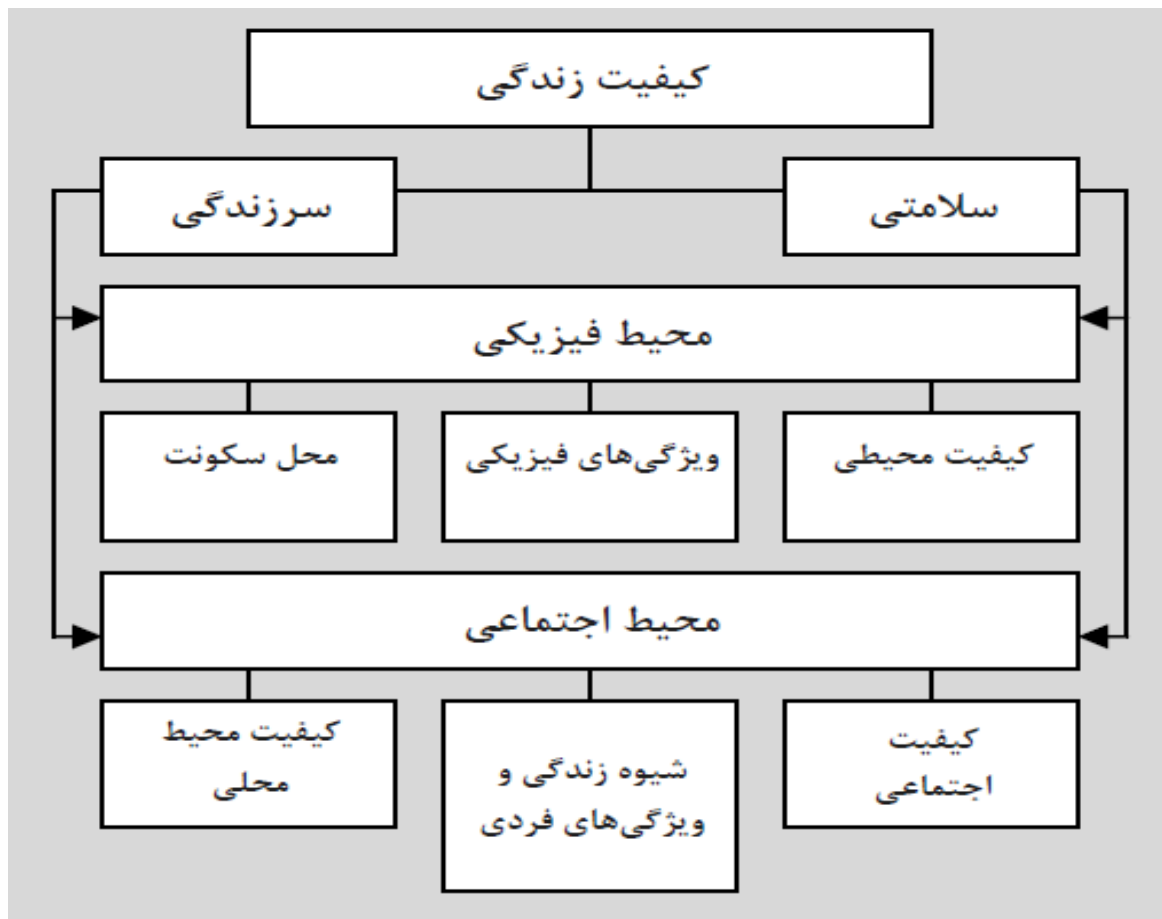 کیفیت زندگی
سلامتی
سرزندگی
محیط فیزیکی
کیفیت محیطی
ویژگی‌های فیزیکی
محل سکونت
محیط اجتماعی
کیفیت
اجتماعی
شیوه زندگی و
ویژگی‌های فردی
کیفیت محیط
محلی